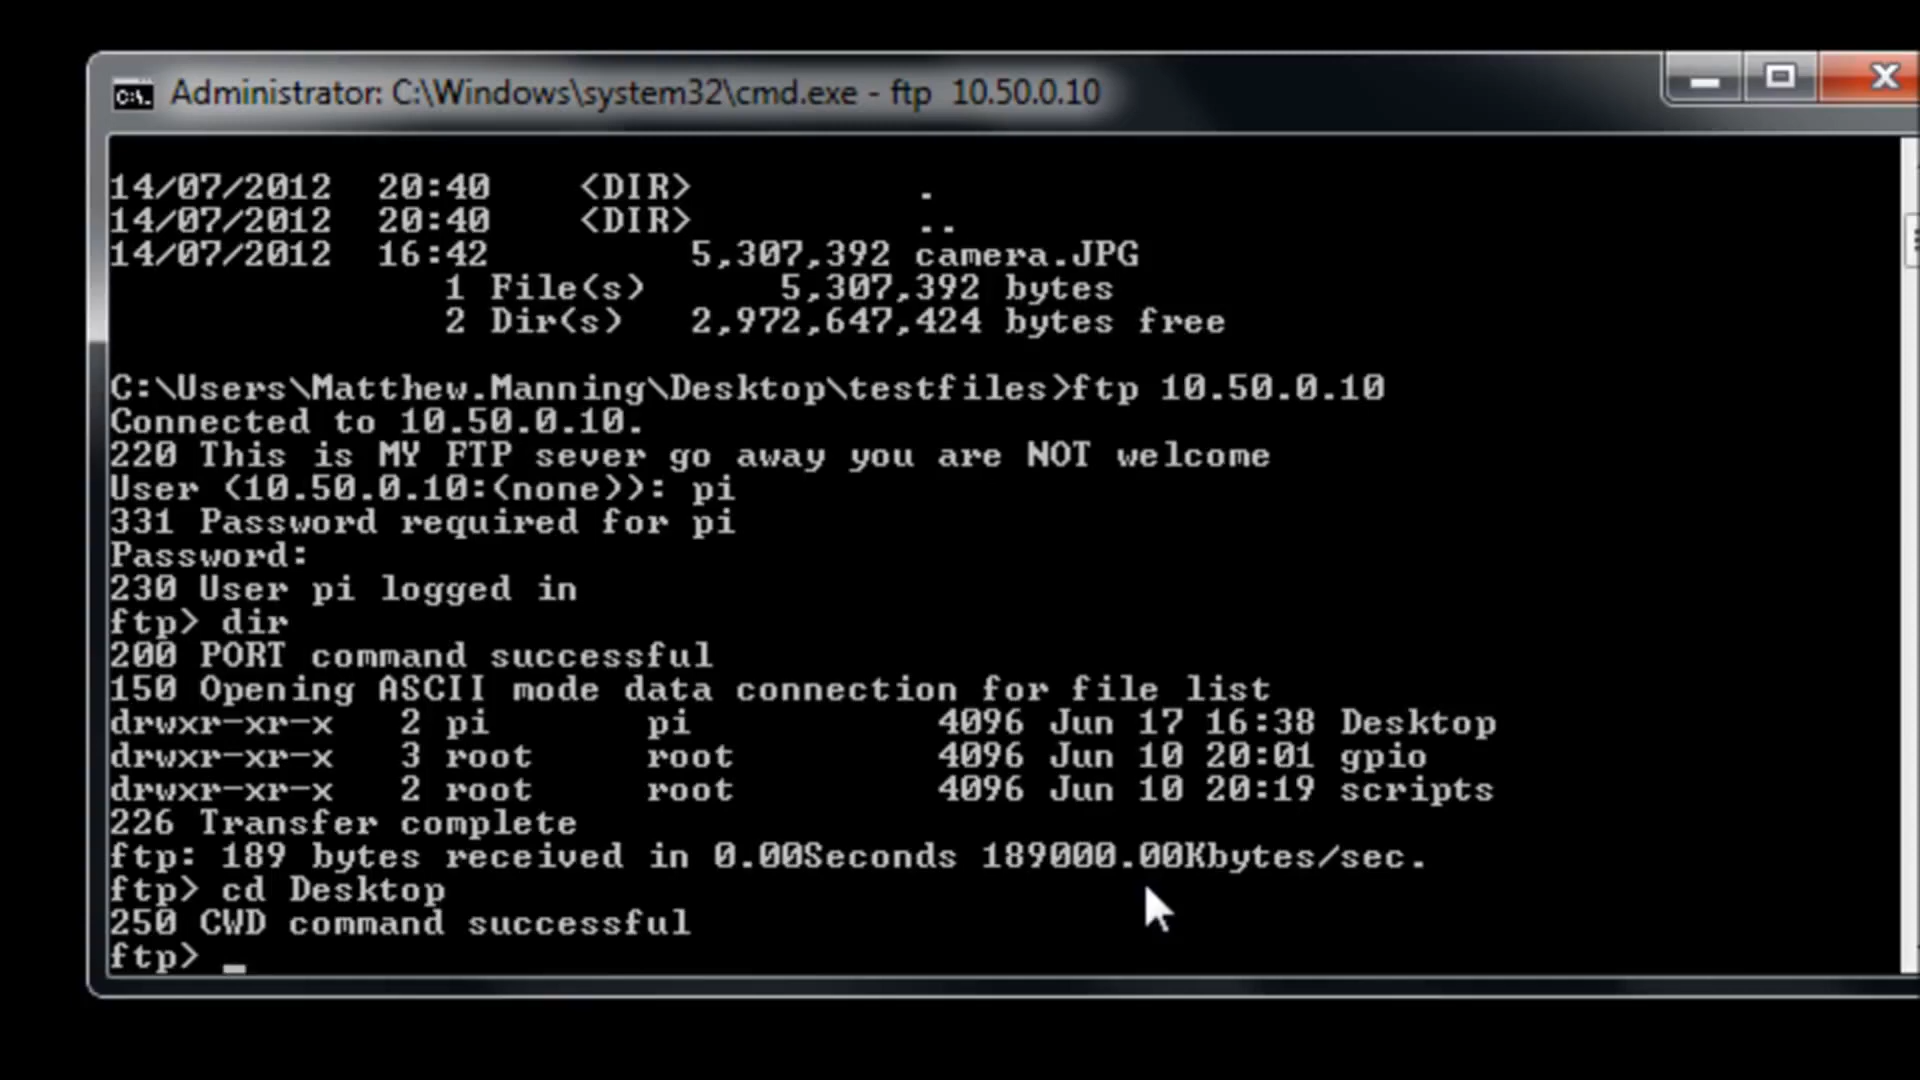 C:\. Administrator: C:\Windows\system32\cmd.exe - ftp  10.50.0.10
14/07/2012  20:40    <DIR>          .
14/07/2012  20:40    <DIR>          ..
14/07/2012  16:42         5,307,392 camera.JPG
               1 File(s)      5,307,392 bytes
               2 Dir(s)   2,972,647,424 bytes free
C:\Users\Matthew.Manning\Desktop\testfiles>ftp 10.50.0.10
Connected to 10.50.0.10.
220 This is MY FTP sever go away you are NOT welcome
User (10.50.0.10:(none)): pi
331 Password required for pi
Password:
230 User pi logged in
ftp> dir
200 PORT command successful
150 Opening ASCII mode data connection for file list
drwxr-xr-x   2 pi       pi           4096 Jun 17 16:38 Desktop
drwxr-xr-x   3 root     root         4096 Jun 10 20:01 gpio
drwxr-xr-x   2 root     root         4096 Jun 10 20:19 scripts
226 Transfer complete
ftp: 189 bytes received in 0.00Seconds 189000.00Kbytes/sec.
ftp> cd Desktop
250 CWD command successful
ftp> _